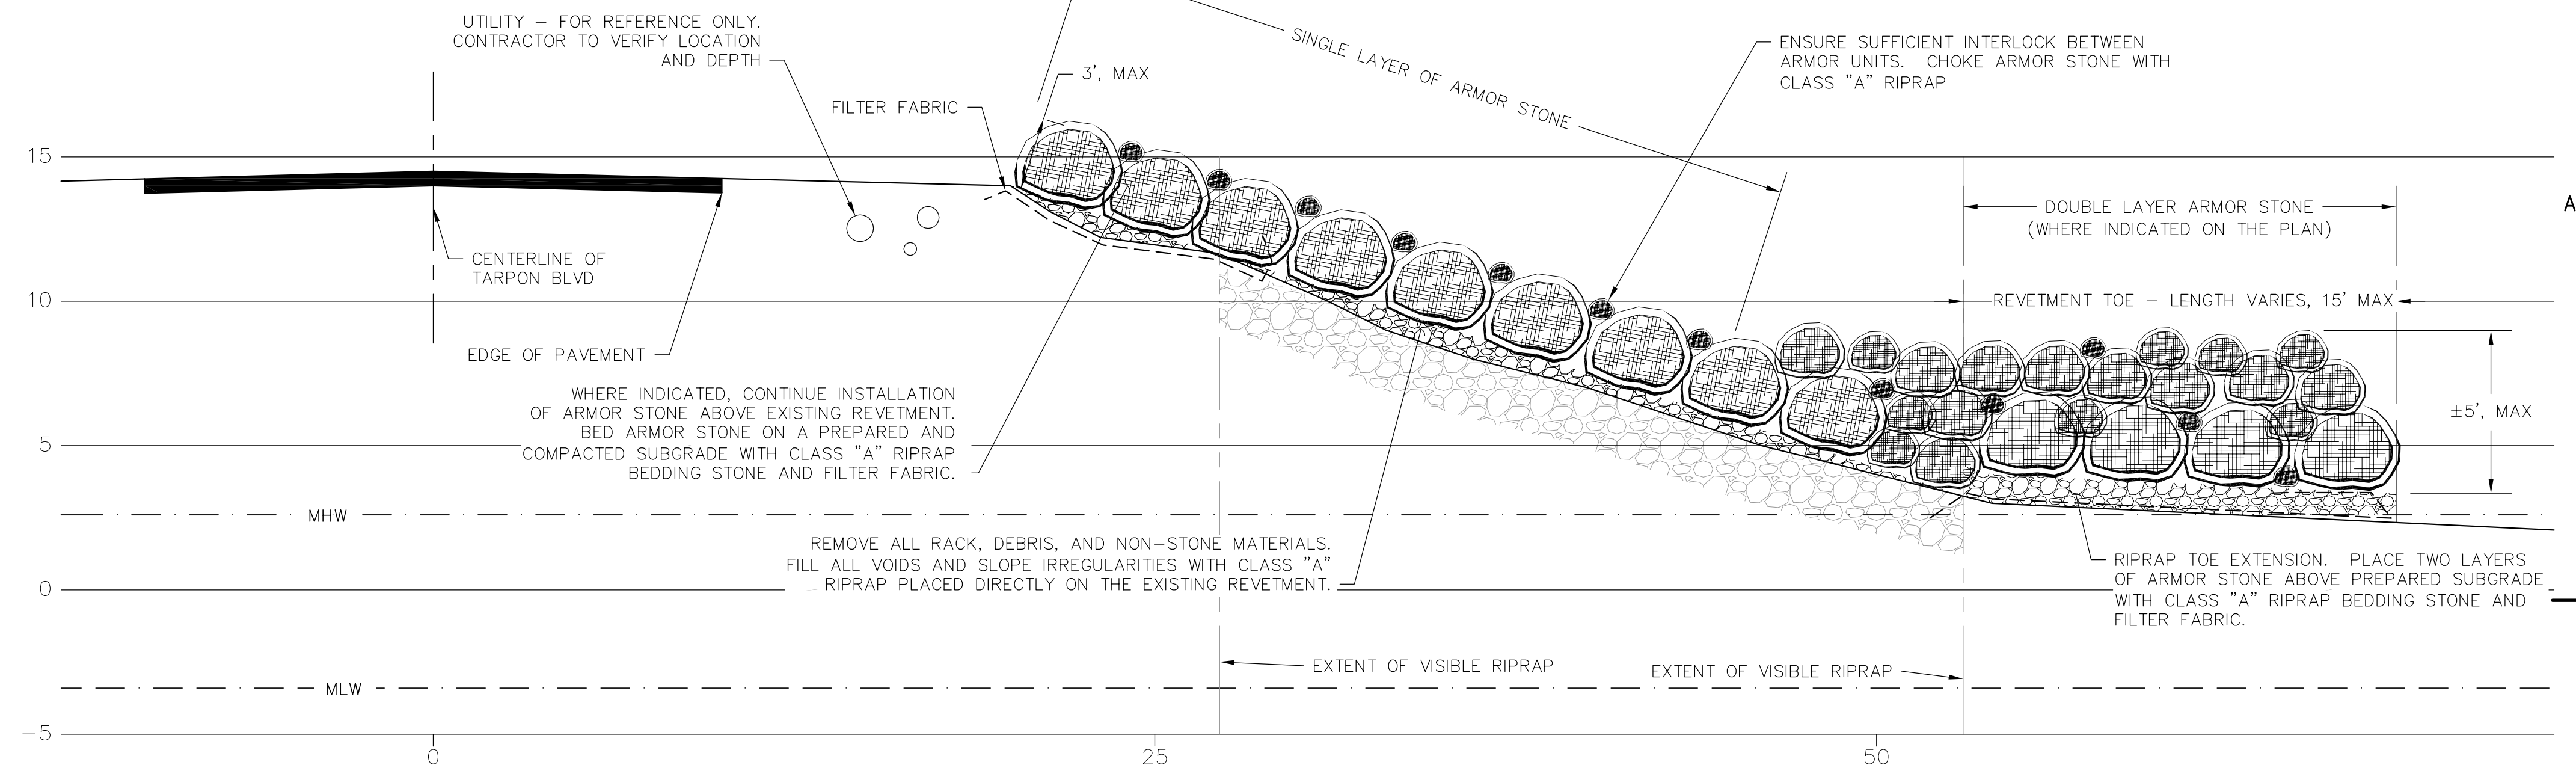 UTILITY – FOR REFERENCE ONLY.
CONTRACTOR TO VERIFY LOCATION
AND DEPTH
FILTER FABRIC
3', MAX
SINGLE LAYER OF ARMOR STONE
ENSURE SUFFICIENT INTERLOCK BETWEEN
ARMOR UNITS. CHOKE ARMOR STONE WITH
CLASS "A" RIPRAP
15
DOUBLE LAYER ARMOR STONE
(WHERE INDICATED ON THE PLAN)
A
CENTERLINE OF
TARPON BLVD
10
REVETMENT TOE – LENGTH VARIES, 15' MAX
EDGE OF PAVEMENT
WHERE INDICATED, CONTINUE INSTALLATION
OF ARMOR STONE ABOVE EXISTING REVETMENT.
BED ARMOR STONE ON A PREPARED AND
COMPACTED SUBGRADE WITH CLASS "A" RIPRAP
BEDDING STONE AND FILTER FABRIC.
±5', MAX
5
MHW
REMOVE ALL RACK, DEBRIS, AND NON–STONE MATERIALS.
FILL ALL VOIDS AND SLOPE IRREGULARITIES WITH CLASS "A"
RIPRAP PLACED DIRECTLY ON THE EXISTING REVETMENT.
RIPRAP TOE EXTENSION. PLACE TWO LAYERS
OF ARMOR STONE ABOVE PREPARED SUBGRADE
WITH CLASS "A" RIPRAP BEDDING STONE AND
FILTER FABRIC.
0
EXTENT OF VISIBLE RIPRAP
EXTENT OF VISIBLE RIPRAP
MLW
–5
0
25
50